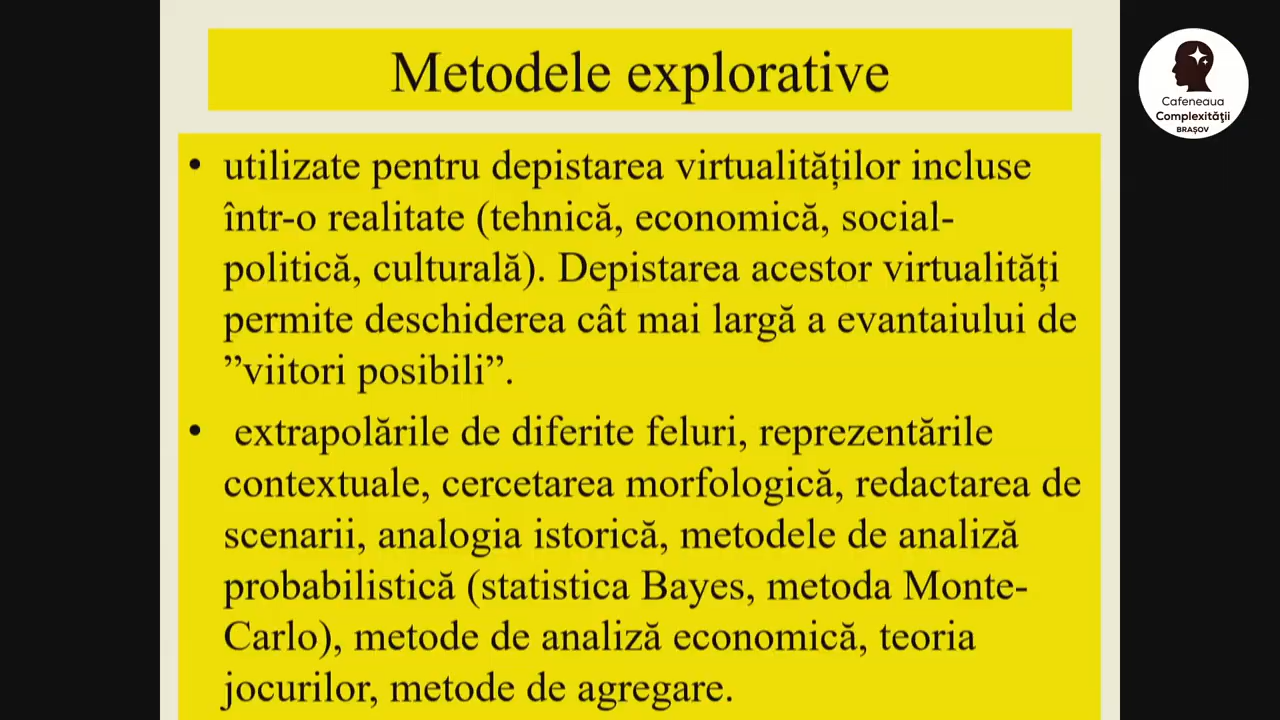 Metodele explorative
Cafeneaua
Complexității
BRAȘOV
• utilizate pentru depistarea virtualităților incluse
într-o realitate (tehnică, economică, social-
politică, culturală). Depistarea acestor virtualități
permite deschiderea cât mai largă a evantaiului de
”viitori posibili”.
• extrapolările de diferite feluri, reprezentările
contextuale, cercetarea morfologică, redactarea de
scenarii, analogia istorică, metodele de analiză
probabilistică (statistica Bayes, metoda Monte-
Carlo), metode de analiză economică, teoria
jocurilor, metode de agregare.